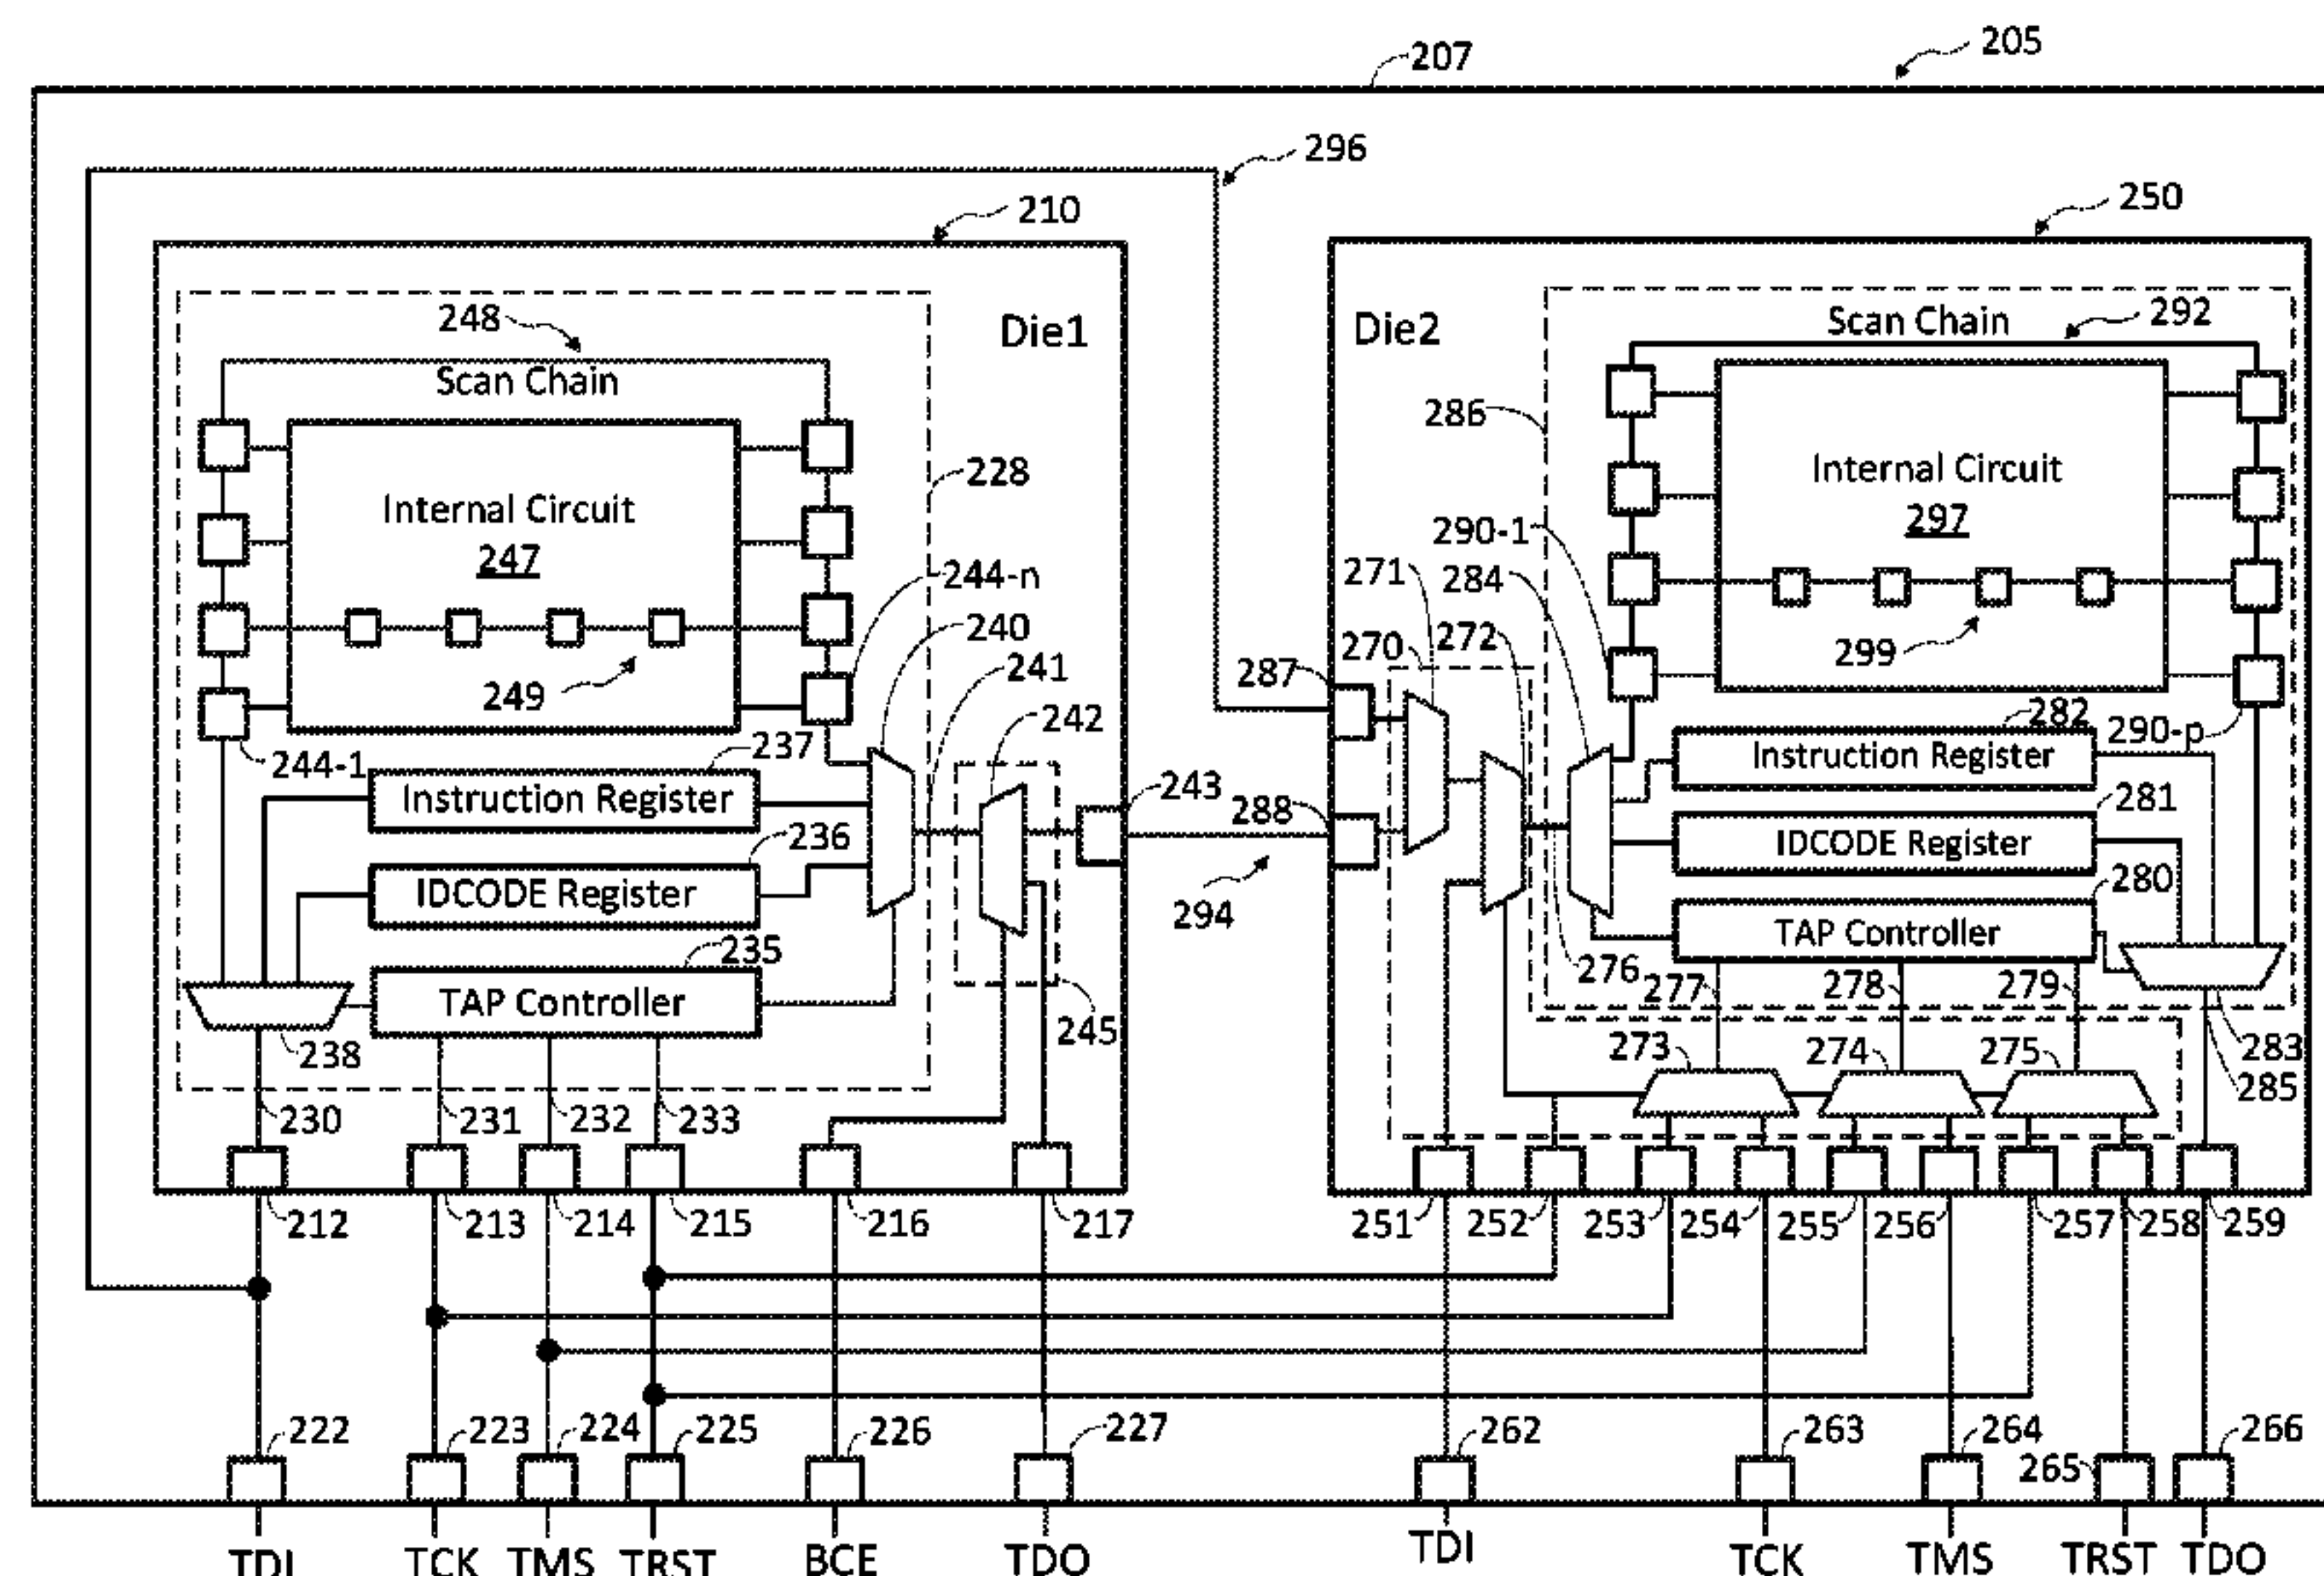 205
207
296
210
250
248
Scan Chain
Die1
Internal Circuit
247
249
228
244-n
240
241
242
244-1
237
Instruction Register
236
IDCODE Register
235
TAP Controller
238
245
243
230
231
232
233
212
213
214
215
216
217
294
Die2
Scan Chain
292
286
Internal Circuit
297
290-1
271
284
299
270
272
287
288
282
290-p
Instruction Register
281
IDCODE Register
280
TAP Controller
276
277
278
279
273
274
275
283
285
251
252
253
254
255
256
257
258
259
222
223
224
225
226
227
262
263
264
265
266
TDI
TCK
TMS
TRST
BCE
TDO
TDI
TCK
TMS
TRST
TDO